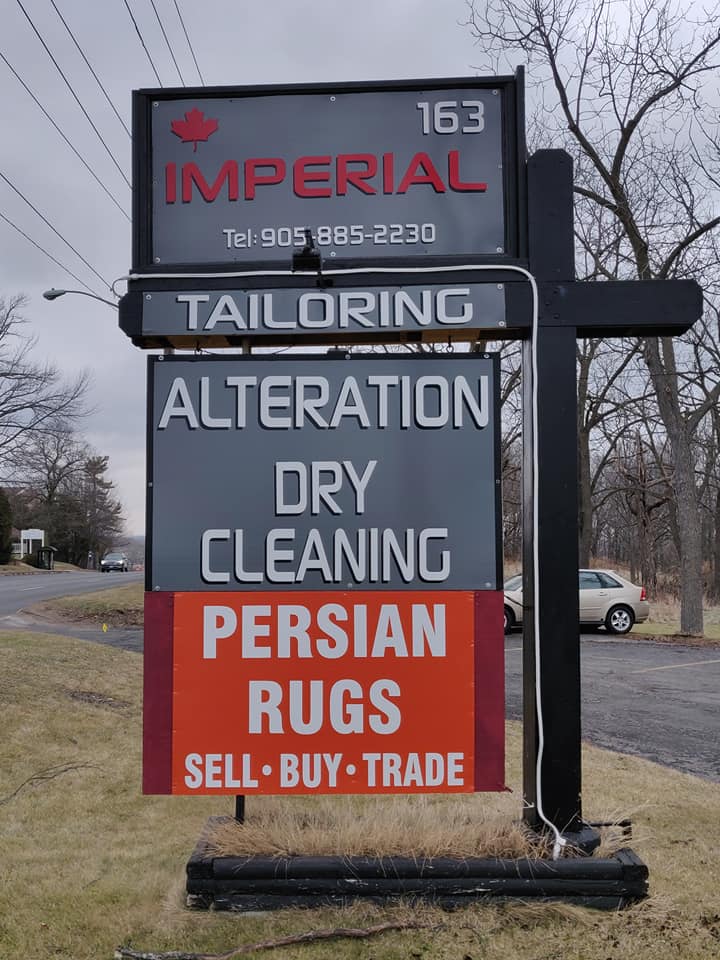 163
IMPERIAL
Tel: 905-885-2230
TAILORING
ALTERATION
DRY
CLEANING
PERSIAN
RUGS
SELL • BUY • TRADE